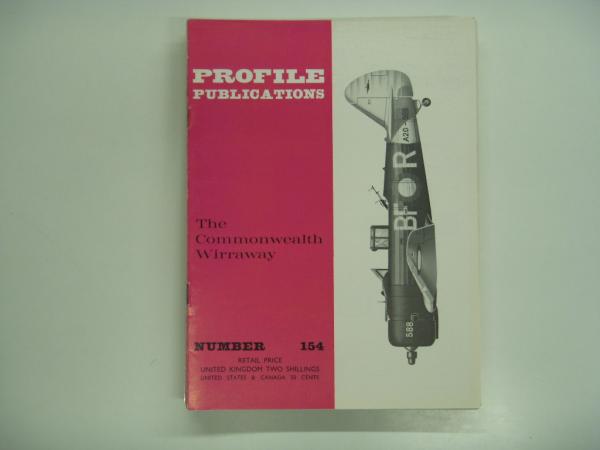 PROFILE
PUBLICATIONS
The
Commonwealth
Wirraway
NUMBER 154
RETAIL PRICE
UNITED KINGDOM TWO SHILLINGS
UNITED STATES & CANADA 50 CENTS
BF R
588